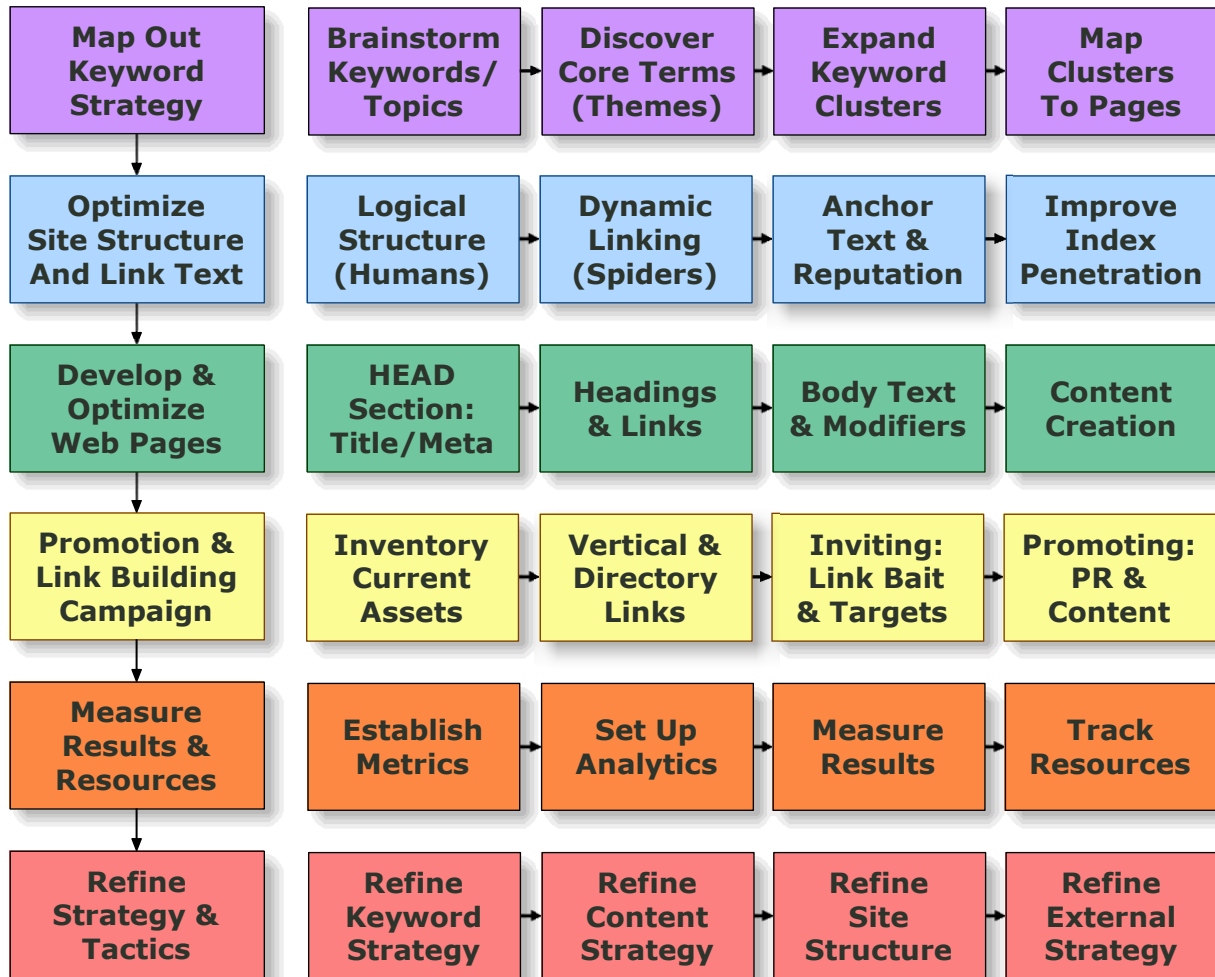 Map Out
Keyword
Strategy
Brainstorm
Keywords/
Topics
Discover
Core Terms
(Themes)
Expand
Keyword
Clusters
Map
Clusters
To Pages
Optimize
Site Structure
And Link Text
Logical
Structure
(Humans)
Dynamic
Linking
(Spiders)
Anchor
Text &
Reputation
Improve
Index
Penetration
Develop &
Optimize
Web Pages
HEAD
Section:
Title/Meta
Headings
& Links
Body Text
& Modifiers
Content
Creation
Promotion &
Link Building
Campaign
Inventory
Current
Assets
Vertical &
Directory
Links
Inviting:
Link Bait
& Targets
Promoting:
PR &
Content
Measure
Results &
Resources
Establish
Metrics
Set Up
Analytics
Measure
Results
Track
Resources
Refine
Strategy &
Tactics
Refine
Keyword
Strategy
Refine
Content
Strategy
Refine
Site
Structure
Refine
External
Strategy